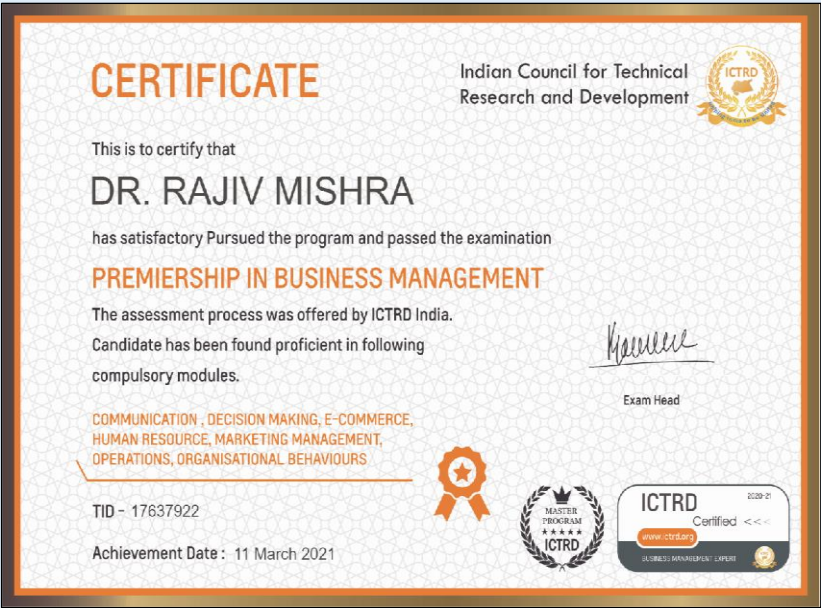 CERTIFICATE
Indian Council for Technical
Research and Development
ICTRD
This is to certify that
DR. RAJIV MISHRA
has satisfactory Pursued the program and passed the examination
PREMIERSHIP IN BUSINESS MANAGEMENT
The assessment process was offered by ICTRD India.
Candidate has been found proficient in following
compulsory modules.
Exam Head
COMMUNICATION , DECISION MAKING, E-COMMERCE,
HUMAN RESOURCE, MARKETING MANAGEMENT,
OPERATIONS, ORGANISATIONAL BEHAVIOURS
TID - 17637922
Achievement Date : 11 March 2021
MASTER
PROGRAM
ICTRD
ICTRD
2020-21
Certified <<<
www.ictrd.org
BUSINESS MANAGEMENT EXPERT